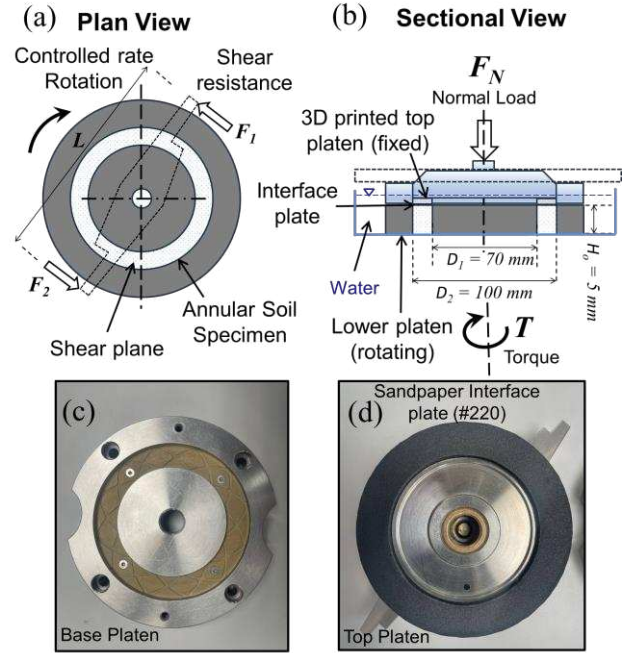 (a) Plan View
Controlled rate
Rotation
Shear
resistance
L
F1
F2
Annular Soil
Specimen
Shear plane
(b) Sectional View
FN
Normal Load
3D printed top
platen (fixed)
Interface
plate
Water
D1 = 70 mm
D2 = 100 mm
Ho = 5 mm
Lower platen
(rotating)
T
Torque
(c)
Base Platen
(d)
Sandpaper Interface
plate (#220)
Top Platen